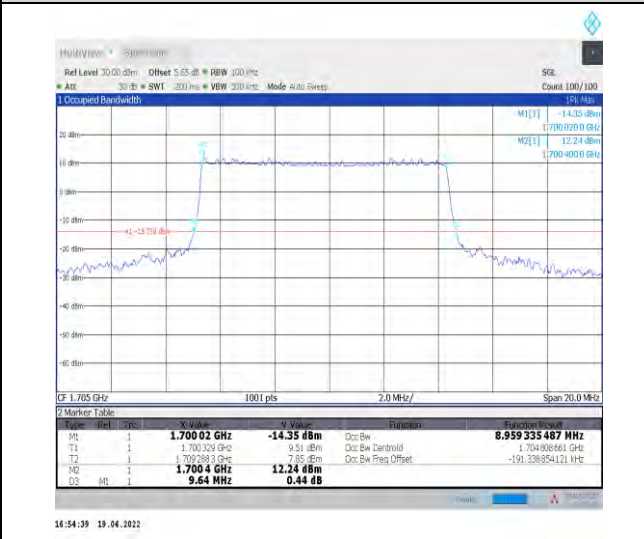 MultiView Spectrum
Ref Level 30.00 dBm Offset 5.65 dB RBW 100 kHz SGL
Att 30 dB SWT 200 ms VBW 300 kHz Mode Auto Sweep Count 100/100
1 Occupied Bandwidth 1Pk Max
M1[1] -14.35 dBm
1.700 020 0 GHz
M2[1] 12.24 dBm
1.700 400 0 GHz
20 dBm
10 dBm
0 dBm
-10 dBm
H1 -13.758 dBm
-20 dBm
-40 dBm
-50 dBm
-60 dBm
CF 1.705 GHz 1001 pts 2.0 MHz/ Span 20.0 MHz
2 Marker Table
Type Ref Trc X-Value Y-Value Function Function Result
M1 1 1.700 02 GHz -14.35 dBm Occ Bw 8.959 335 487 MHz
T1 1 1.700 329 GHz 9.51 dBm Occ Bw Centroid 1.704 808 661 GHz
T2 1 1.709 288 3 GHz 7.85 dBm Occ Bw Freq Offset -191.338 854 121 kHz
M2 1 1.700 4 GHz 12.24 dBm
D3 M1 1 9.64 MHz 0.44 dB
16:54:39 19.04.2022